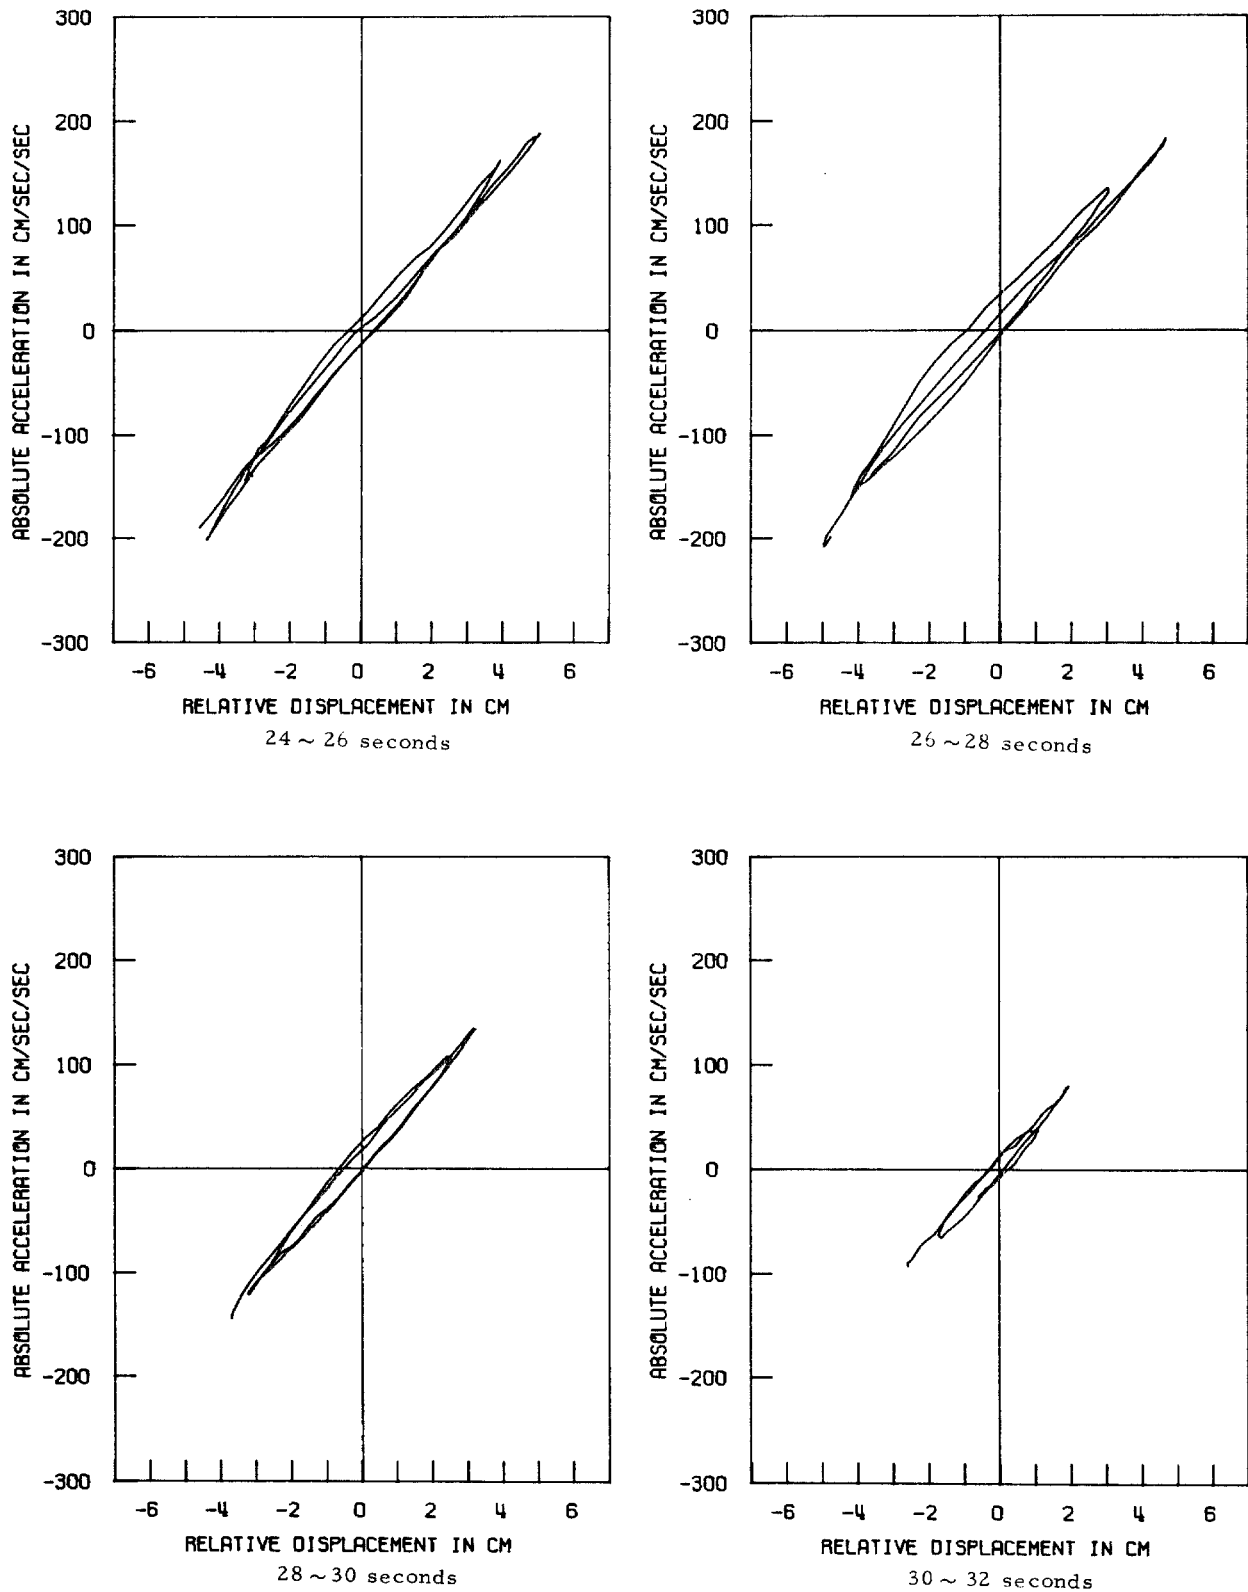 300
200
100
0
-100
-200
-300
ABSOLUTE ACCELERATION IN CM/SEC/SEC
-6 -4 -2 0 2 4 6
RELATIVE DISPLACEMENT IN CM
24 ~ 26 seconds
300
200
100
0
-100
-200
-300
ABSOLUTE ACCELERATION IN CM/SEC/SEC
-6 -4 -2 0 2 4 6
RELATIVE DISPLACEMENT IN CM
26 ~ 28 seconds
300
200
100
0
-100
-200
-300
ABSOLUTE ACCELERATION IN CM/SEC/SEC
-6 -4 -2 0 2 4 6
RELATIVE DISPLACEMENT IN CM
28 ~ 30 seconds
300
200
100
0
-100
-200
-300
ABSOLUTE ACCELERATION IN CM/SEC/SEC
-6 -4 -2 0 2 4 6
RELATIVE DISPLACEMENT IN CM
30 ~ 32 seconds